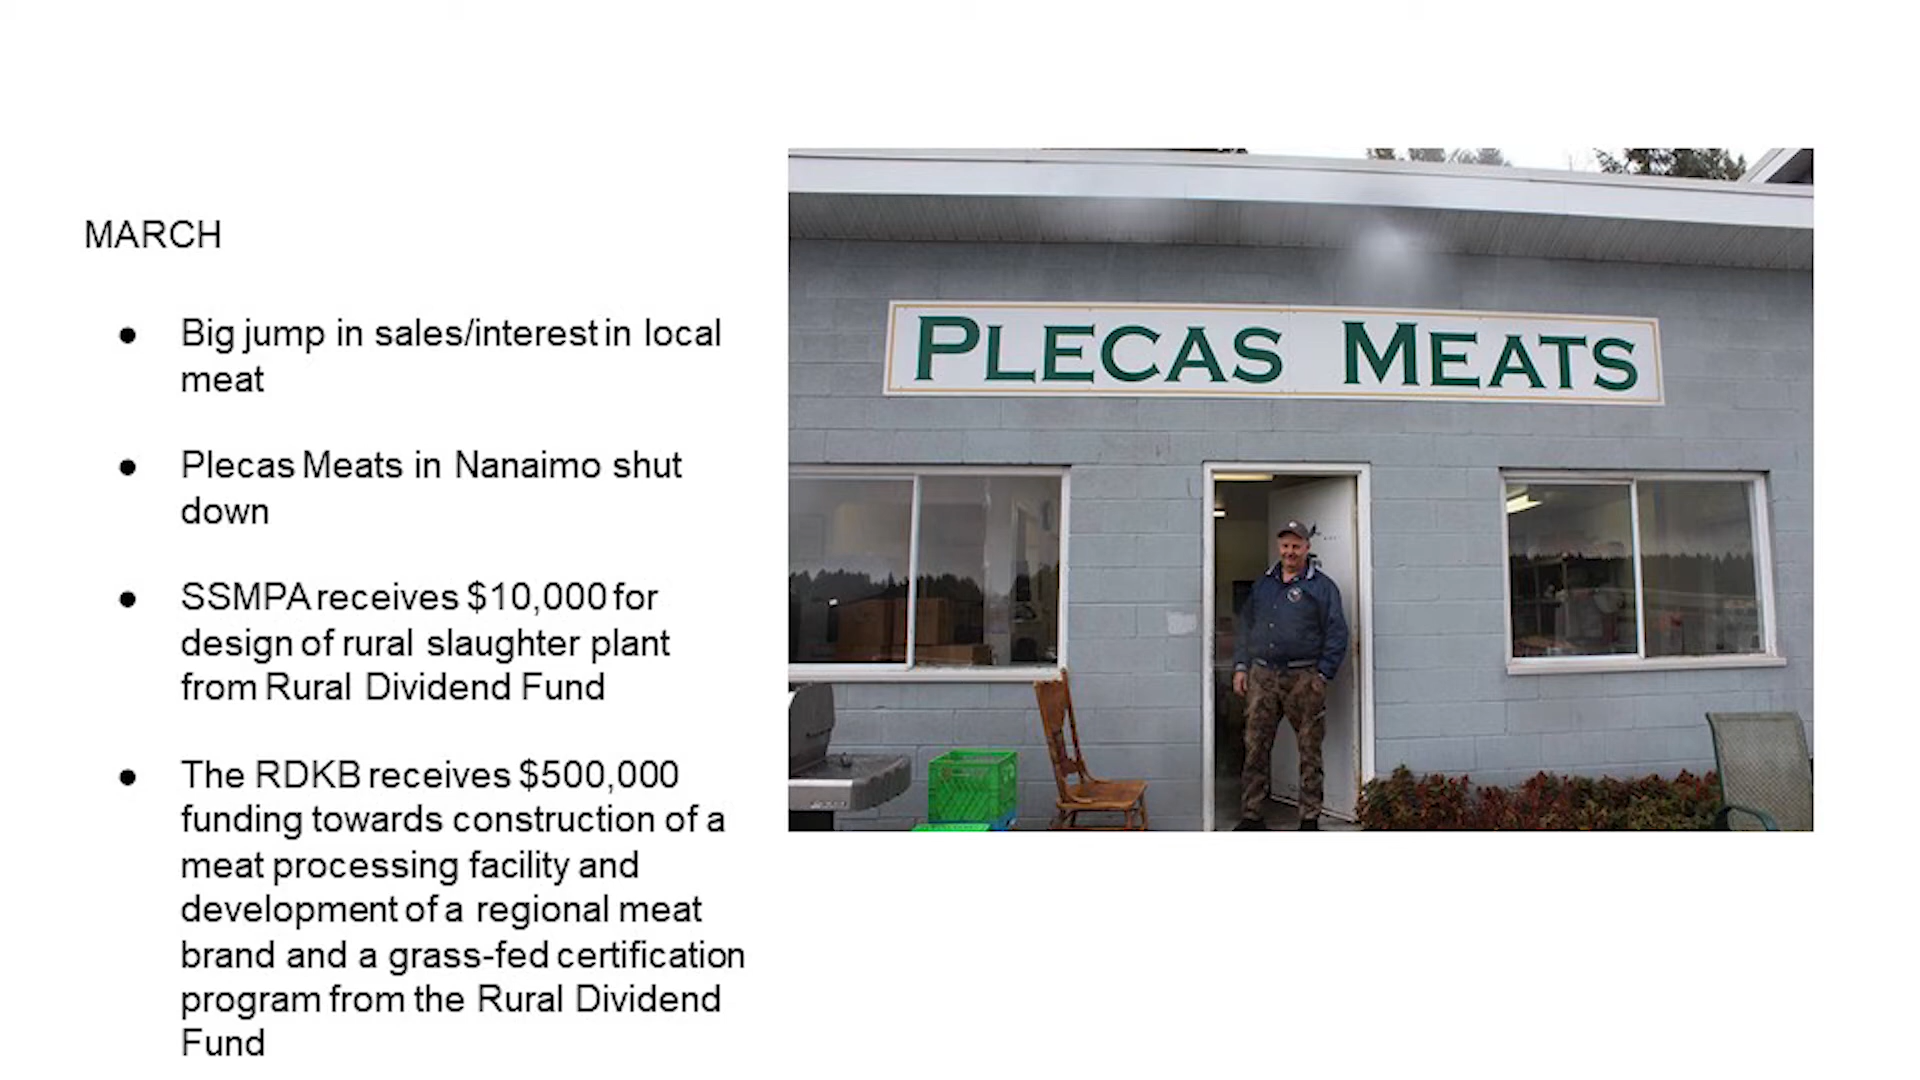 MARCH
● Big jump in sales/interest in local
meat
● Plecas Meats in Nanaimo shut
down
● SSMPA receives $10,000 for
design of rural slaughter plant
from Rural Dividend Fund
● The RDKB receives $500,000
funding towards construction of a
meat processing facility and
development of a regional meat
brand and a grass-fed certification
program from the Rural Dividend
Fund
PLECAS MEATS